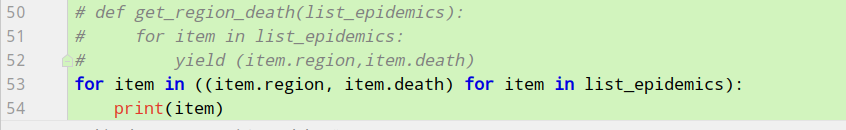 50 # def get_region_death(list_epidemics):
51 #     for item in list_epidemics:
52 #         yield (item.region,item.death)
53 for item in ((item.region, item.death) for item in list_epidemics):
54     print(item)